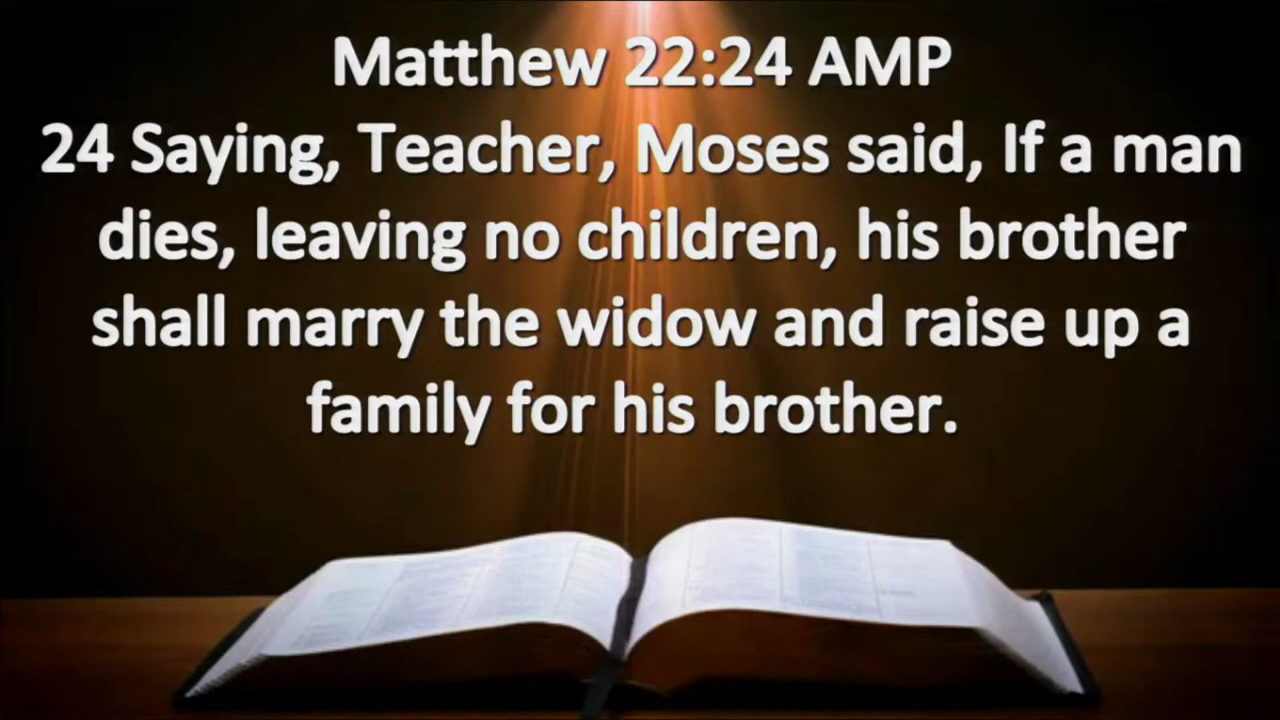 Matthew 22:24 AMP
24 Saying, Teacher, Moses said, If a man
dies, leaving no children, his brother
shall marry the widow and raise up a
family for his brother.